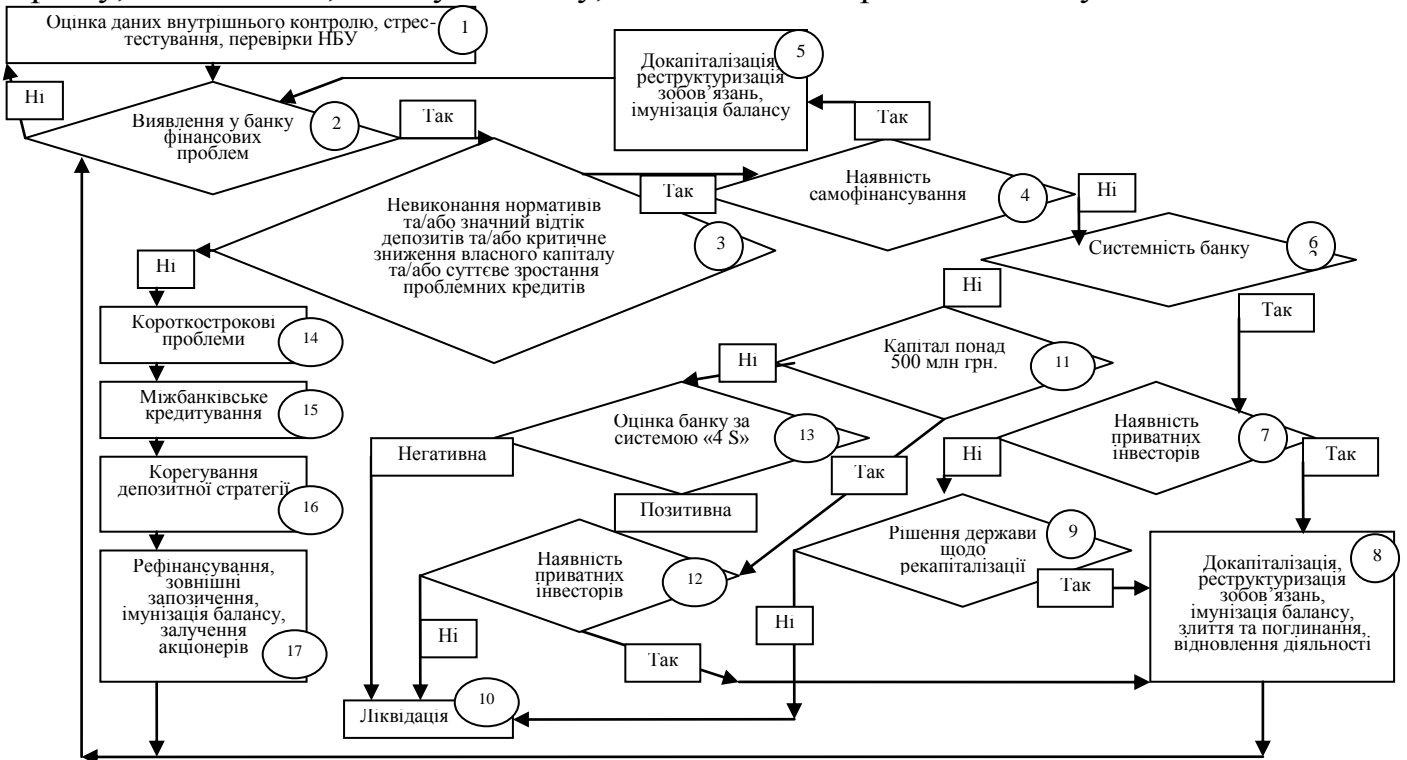 Оцінка даних внутрішнього контролю, стрес-
тестування, перевірки НБУ
1
Ні
Виявлення у банку
фінансових
проблем
2
Так
Докапіталізація,
реструктуризація
зобов’язань,
імунізація балансу
5
Так
Невиконання нормативів
та/або значний відтік
депозитів та/або критичне
зниження власного капіталу
та/або суттєве зростання
проблемних кредитів
3
Так
Наявність
самофінансування
4
Ні
Системність банку
6
Ні
Так
Ні
Короткострокові
проблеми
14
Міжбанківське
кредитування
15
Корегування
депозитної стратегії
16
Рефінансування,
зовнішні
запозичення,
імунізація балансу,
залучення
акціонерів
17
Капітал понад
500 млн грн.
11
Ні
Оцінка банку за
системою «4 S»
13
Негативна
Позитивна
Так
Наявність
приватних
інвесторів
7
Ні
Так
Рішення держави
щодо
рекапіталізації
9
Так
Ні
Наявність
приватних
інвесторів
12
Ні
Так
Докапіталізація,
реструктуризація
зобов’язань,
імунізація балансу,
злиття та поглинання,
відновлення діяльності
8
Ліквідація
10